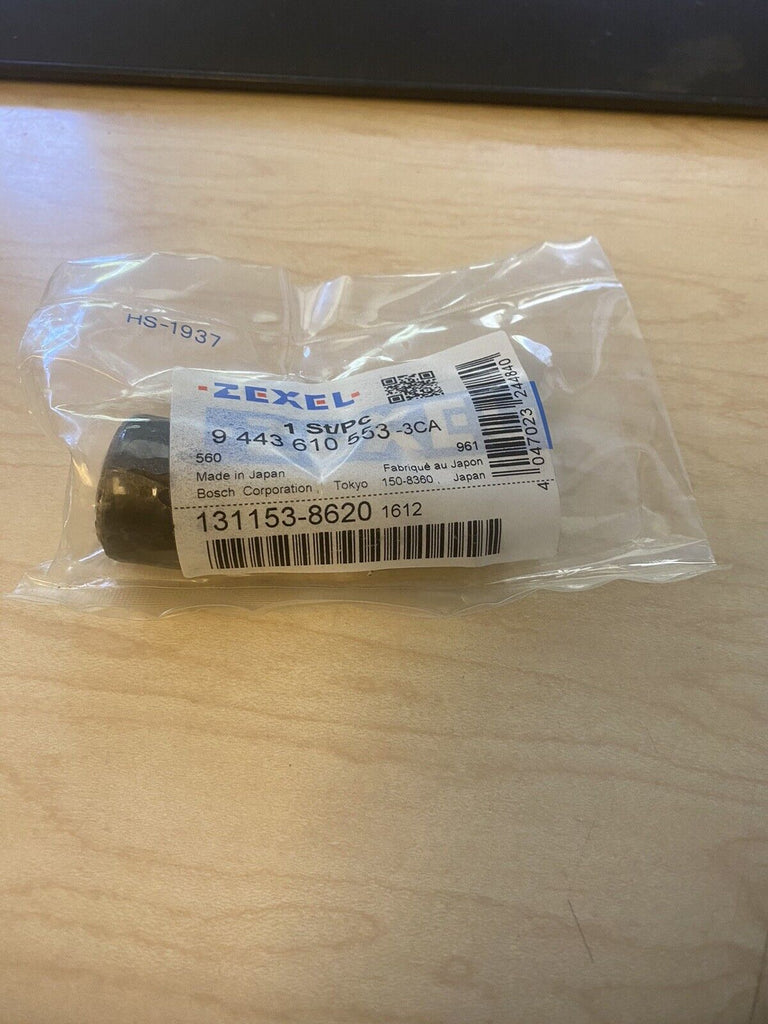 HS-1937
ZEXEL
1 St/Pc
9 443 610 553 -3CA
560
961
Made in Japan
Fabriqué au Japon
Bosch Corporation , Tokyo 150-8360 , Japan
131153-8620 1612
4 047023 244840